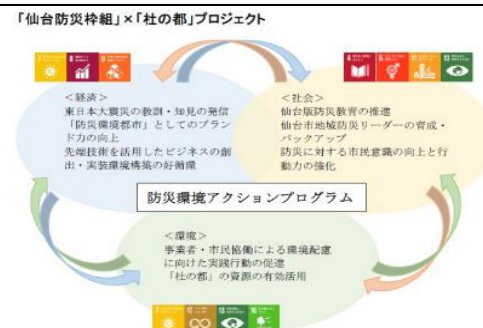 「仙台防災枠組」×「杜の都」プロジェクト
＜経済＞
東日本大震災の教訓・知見の発信
「防災環境都市」としてのブラン
ド力の向上
先端技術を活用したビジネスの創
出・実装環境構築の好循環
＜社会＞
仙台版防災教育の推進
仙台市地域防災リーダーの育成・
バックアップ
防災に対する市民意識の向上と行
動力の強化
防災環境アクションプログラム
＜環境＞
事業者・市民協働による環境配慮
に向けた実践行動の促進
「杜の都」の資源の有効活用